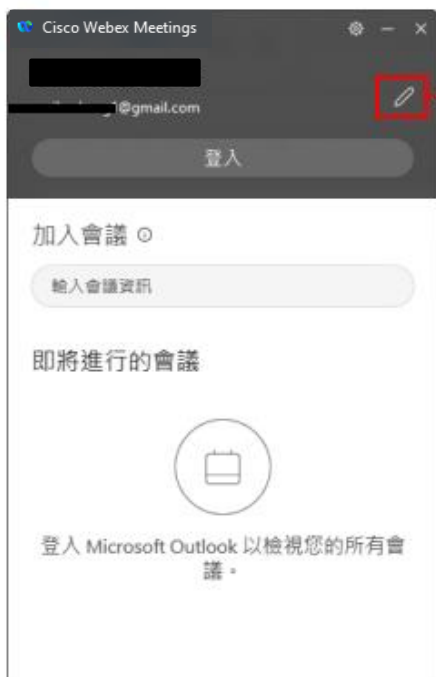 Cisco Webex Meetings
@gmail.com
登入
加入會議
輸入會議資訊
即將進行的會議
登入 Microsoft Outlook 以檢視您的所有會
議。